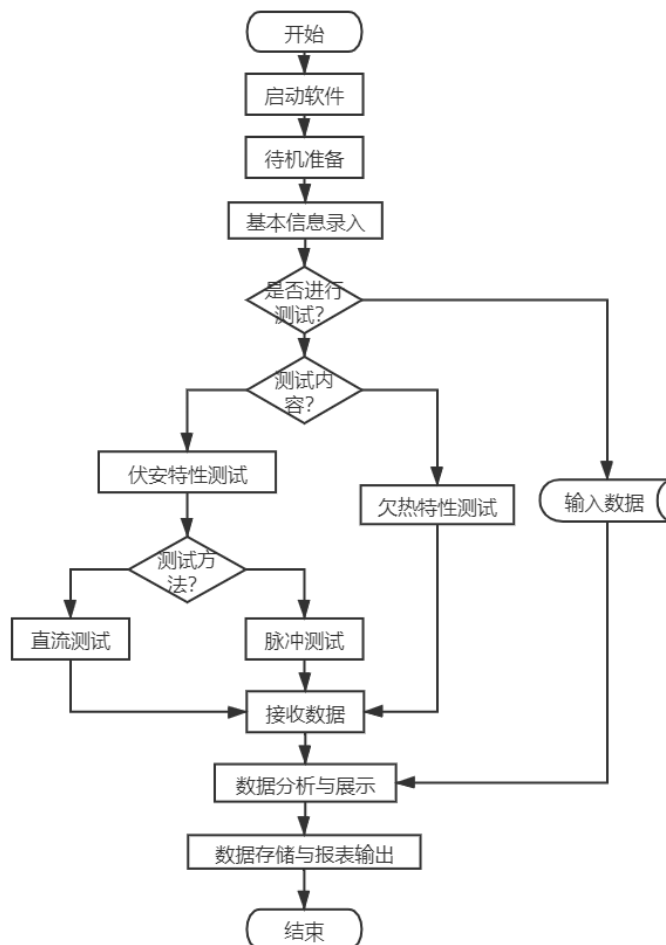 开始
启动软件
待机准备
基本信息录入
是否进行
测试?
测试内
容?
伏安特性测试
欠热特性测试
输入数据
测试方
法?
直流测试
脉冲测试
接收数据
数据分析与展示
数据存储与报表输出
结束